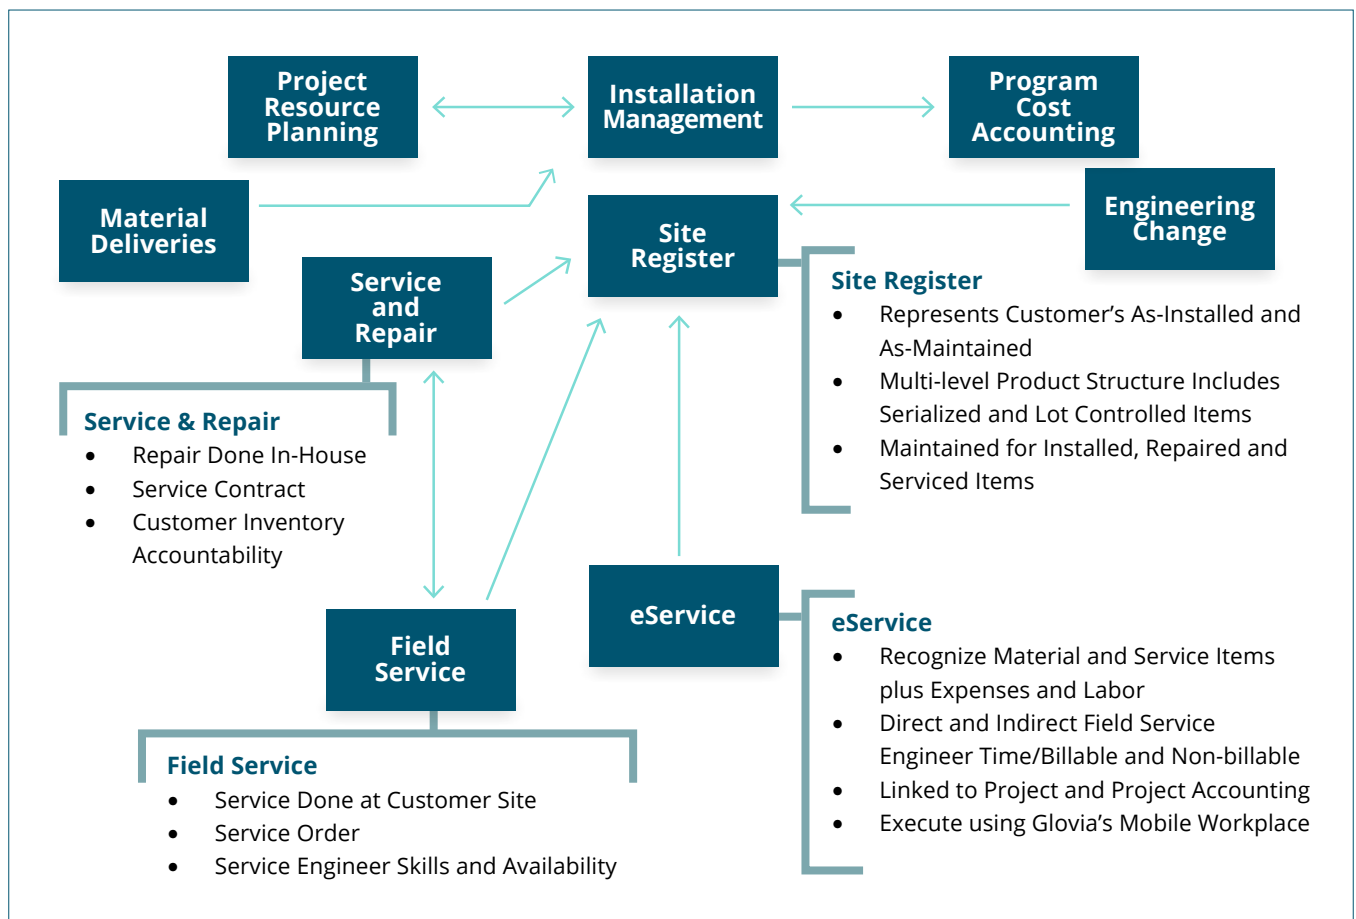 Project
Resource
Planning
Installation
Management
Program
Cost
Accounting
Material
Deliveries
Site
Register
Engineering
Change
Service
and
Repair
Site Register
• Represents Customer’s As-Installed and
As-Maintained
• Multi-level Product Structure Includes
Serialized and Lot Controlled Items
• Maintained for Installed, Repaired and
Serviced Items
Service & Repair
• Repair Done In-House
• Service Contract
• Customer Inventory
Accountability
Field
Service
eService
eService
• Recognize Material and Service Items
plus Expenses and Labor
• Direct and Indirect Field Service
Engineer Time/Billable and Non-billable
• Linked to Project and Project Accounting
• Execute using Glovia’s Mobile Workplace
Field Service
• Service Done at Customer Site
• Service Order
• Service Engineer Skills and Availability